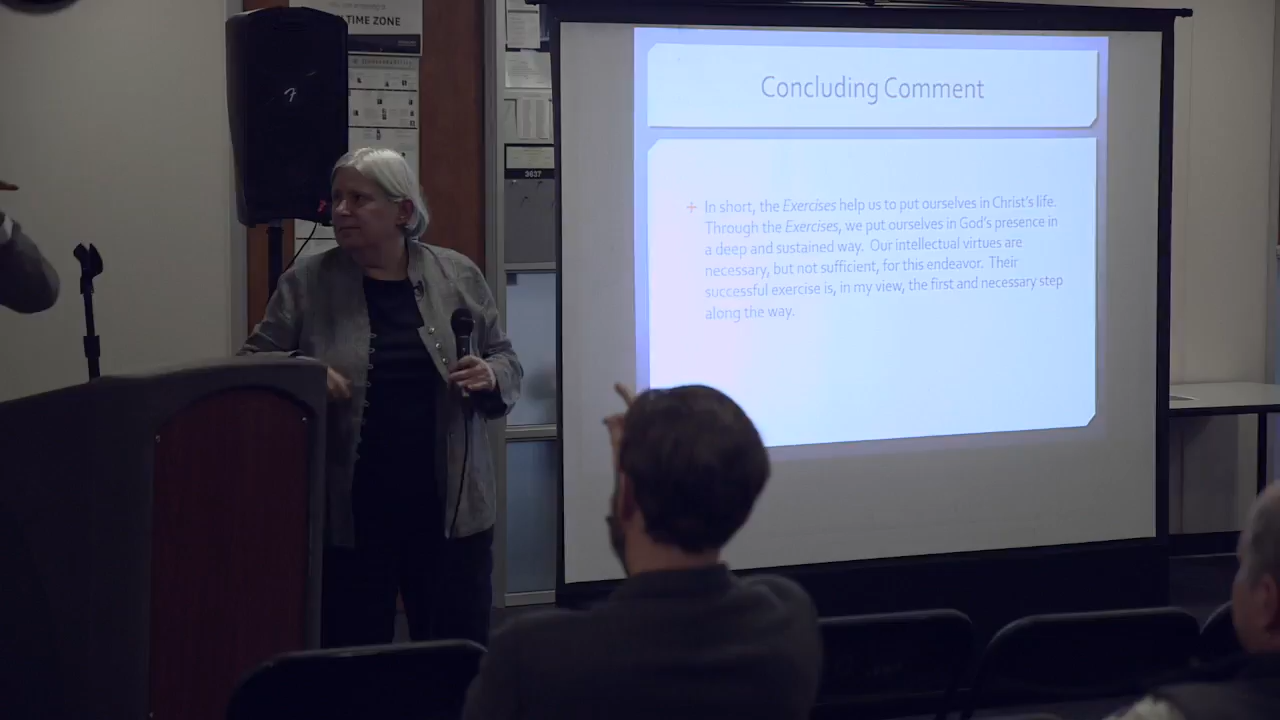 TIME ZONE
3637
Concluding Comment
In short, the Exercises help us to put ourselves in Christ's life.
Through the Exercises, we put ourselves in God's presence in
a deep and sustained way. Our intellectual virtues are
necessary, but not sufficient, for this endeavor. Their
successful exercise is, in my view, the first and necessary step
along the way.